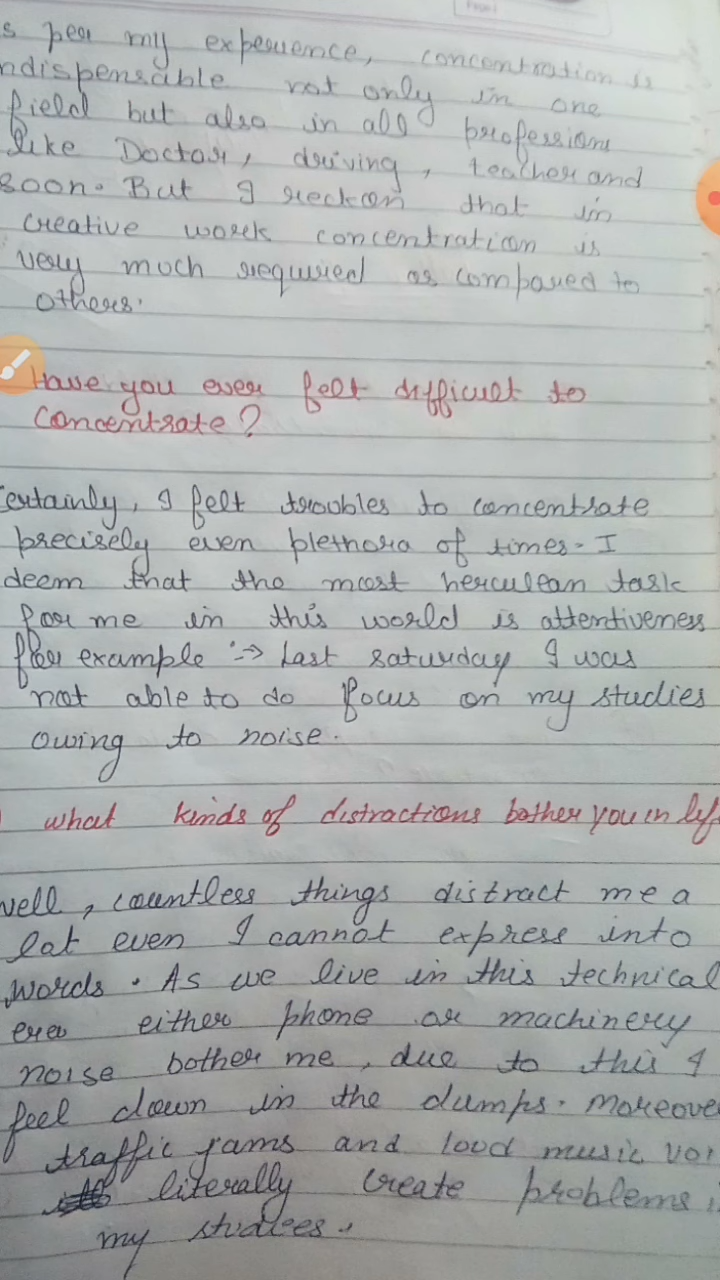 s per my experience, concentration is
ndispensable not only in one
field but also in all professions
like Doctor, driving, teacher and
soon. But I reckon that in
creative work concentration is
very much required as compared to
others.
Have you ever felt difficult to
concentrate?
ertainly, I felt troubles to concentrate
precisely even plethora of times. I
deem that the most herculean task
for me in this world is attentiveness
for example :-> Last saturday I was
not able to do focus on my studies
owing to noise.
what kinds of distractions bother you in lif
well, countless things distract me a
lot even I cannot express into
words. As we live in this technical
era either phone or machinery
noise bother me, due to this I
feel down in the dumps. Moreove
traffic jams and loud music
literally create problems
my studies.